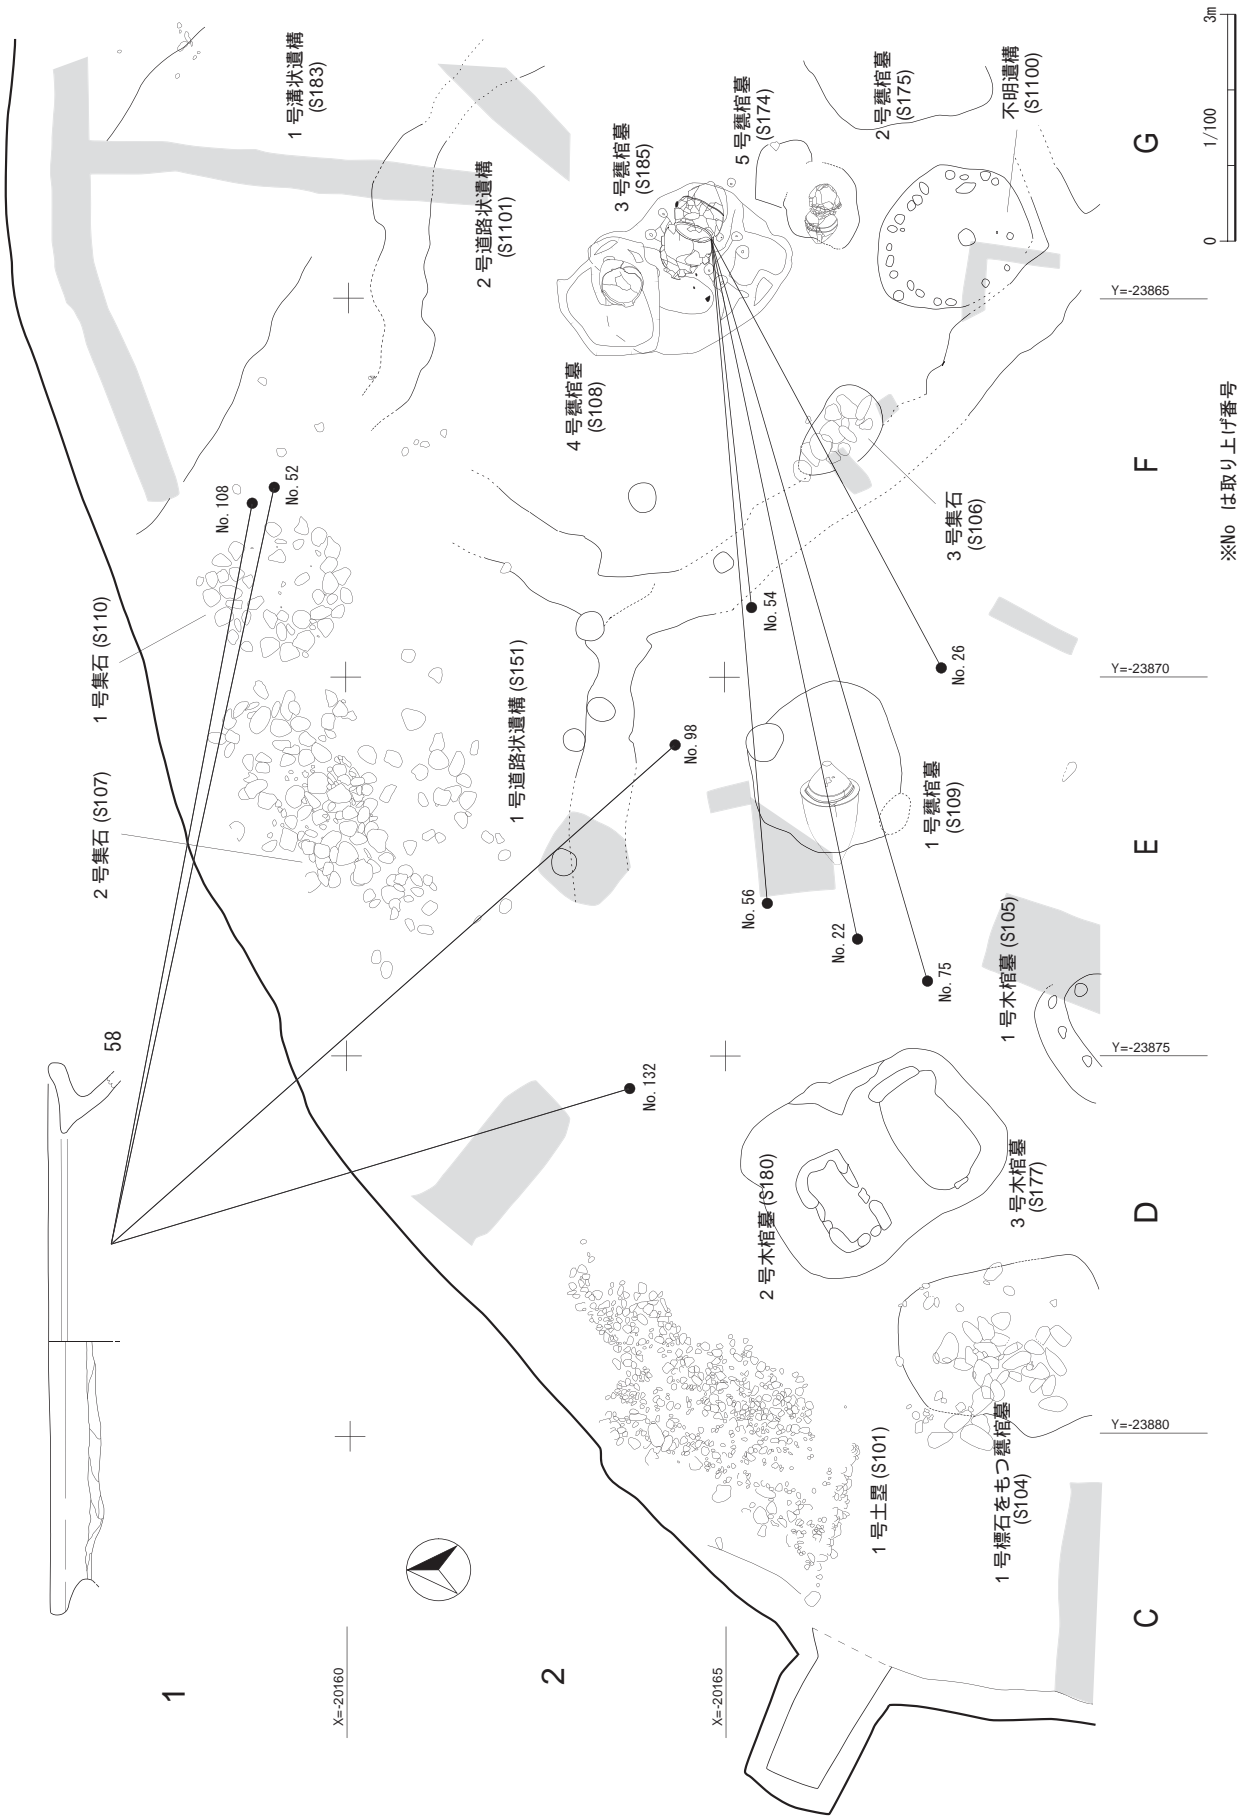 1
2
C
D
E
F
G
X=-20160
X=-20165
Y=-23865
Y=-23870
Y=-23875
Y=-23880
58
No. 108
No. 52
No. 98
No. 132
No. 54
No. 26
No. 56
No. 22
No. 75
1 号溝状遺構
(S183)
2 号道路状遺構
(S1101)
3 号甕棺墓
(S185)
5 号甕棺墓
(S174)
2 号甕棺墓
(S175)
不明遺構
(S1100)
4 号甕棺墓
(S108)
3 号集石
(S106)
1 号集石 (S110)
2 号集石 (S107)
1 号道路状遺構 (S151)
1 号甕棺墓
(S109)
1 号木棺墓 (S105)
2 号木棺墓 (S180)
3 号木棺墓
(S177)
1 号土塁 (S101)
1 号標石をもつ甕棺墓
(S104)
0
1/100
3m
※No は取り上げ番号